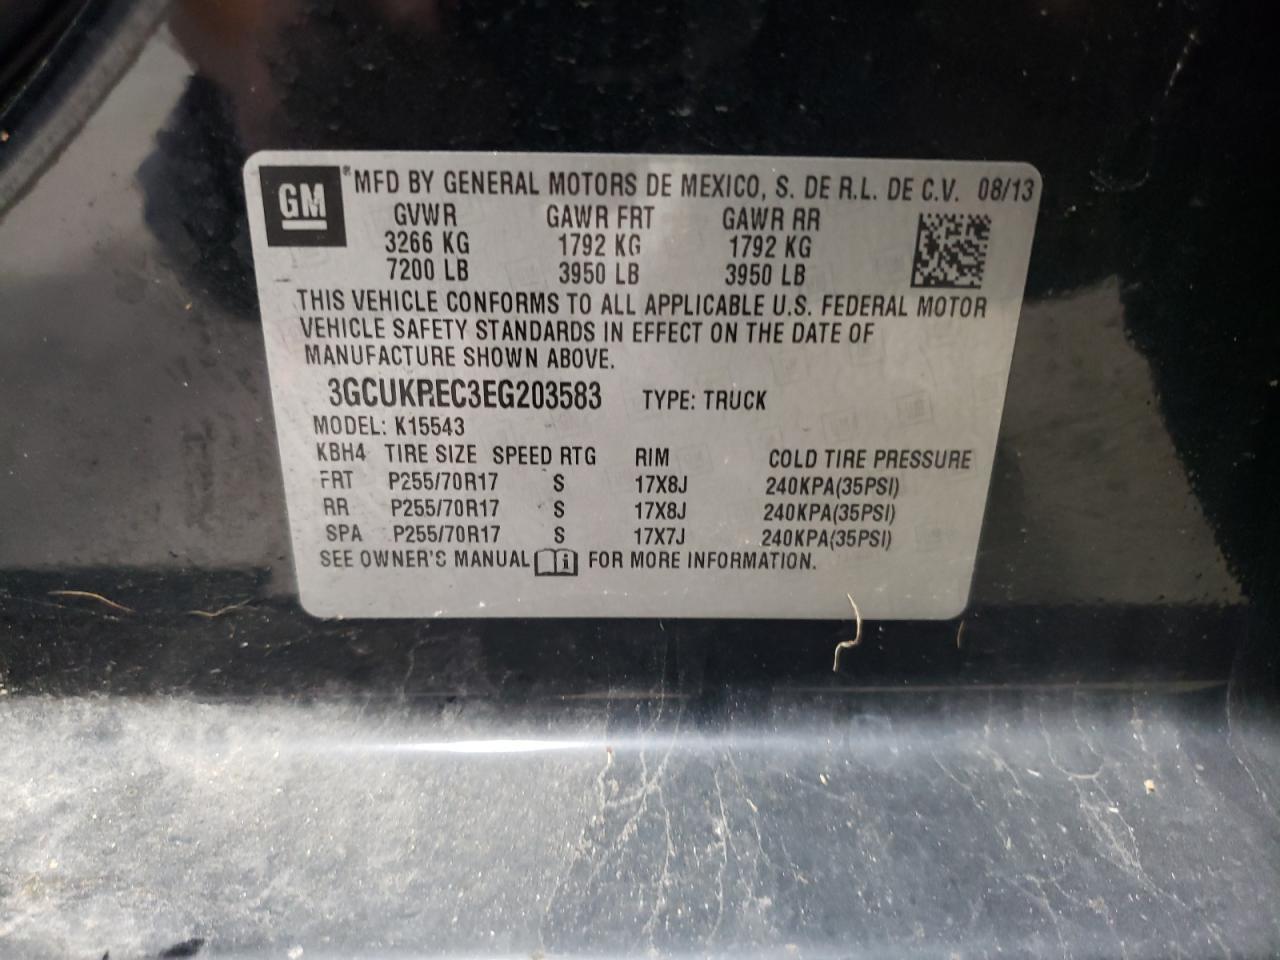 GM ® MFD BY GENERAL MOTORS DE MEXICO, S. DE R.L. DE C.V. 08/13
GVWR GAWR FRT GAWR RR
3266 KG 1792 KG 1792 KG
7200 LB 3950 LB 3950 LB
THIS VEHICLE CONFORMS TO ALL APPLICABLE U.S. FEDERAL MOTOR
VEHICLE SAFETY STANDARDS IN EFFECT ON THE DATE OF
MANUFACTURE SHOWN ABOVE.
3GCUKREC3EG203583 TYPE: TRUCK
MODEL: K15543
KBH4 TIRE SIZE SPEED RTG RIM COLD TIRE PRESSURE
FRT P255/70R17 S 17X8J 240KPA(35PSI)
RR P255/70R17 S 17X8J 240KPA(35PSI)
SPA P255/70R17 S 17X7J 240KPA(35PSI)
SEE OWNER'S MANUAL i FOR MORE INFORMATION.